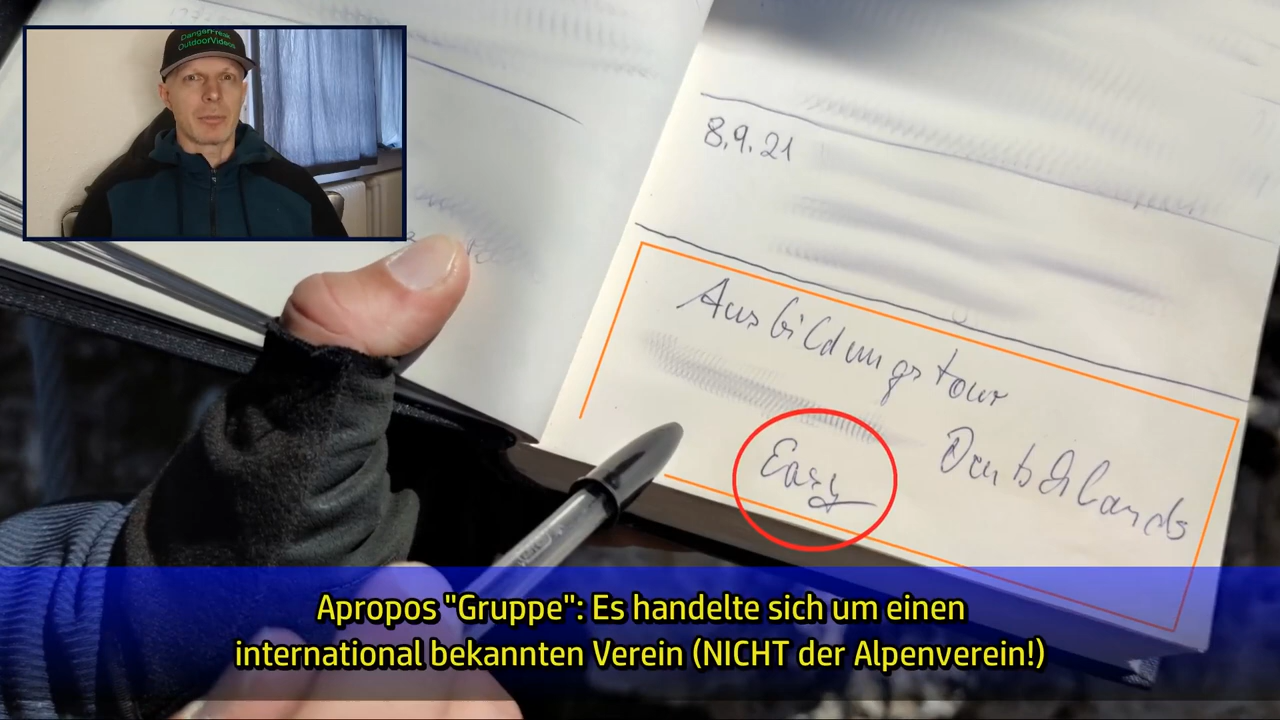 DangerFreak
OutdoorVideos
8.9.21
Ausbildungstour
Easy Deutschlands
Apropos "Gruppe": Es handelte sich um einen
international bekannten Verein (NICHT der Alpenverein!)